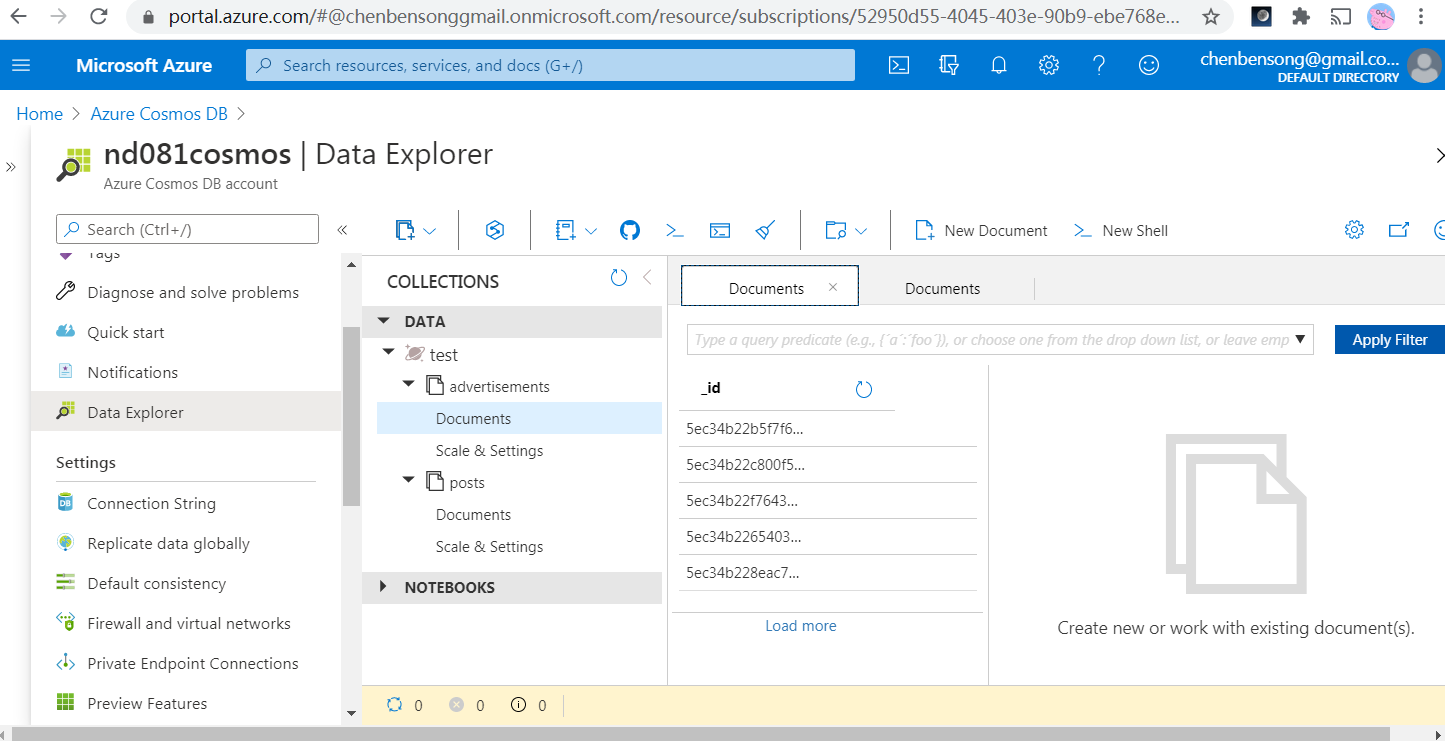 portal.azure.com/#@chenbensonggmail.onmicrosoft.com/resource/subscriptions/52950d55-4045-403e-90b9-ebe768e...
Microsoft Azure
Search resources, services, and docs (G+/)
chenbensong@gmail.co...
DEFAULT DIRECTORY
Home > Azure Cosmos DB >
nd081cosmos | Data Explorer
Azure Cosmos DB account
Search (Ctrl+/)
New Document
New Shell
Tags
Diagnose and solve problems
Quick start
Notifications
Data Explorer
Settings
Connection String
Replicate data globally
Default consistency
Firewall and virtual networks
Private Endpoint Connections
Preview Features
COLLECTIONS
DATA
test
advertisements
Documents
Scale & Settings
posts
Documents
Scale & Settings
NOTEBOOKS
Documents
Documents
Type a query predicate (e.g., {´a´:´foo´}), or choose one from the drop down list, or leave emp
Apply Filter
_id
5ec34b22b5f7f6...
5ec34b22c800f5...
5ec34b22f7643...
5ec34b2265403...
5ec34b228eac7...
Load more
Create new or work with existing document(s).
0 0 0